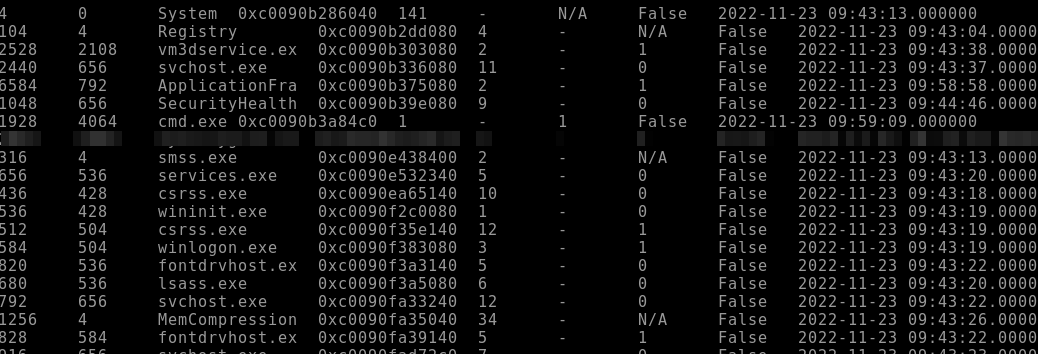 4 0 System 0xc0090b286040 141 - N/A False 2022-11-23 09:43:13.000000
104 4 Registry 0xc0090b2dd080 4 - N/A False 2022-11-23 09:43:04.0000
2528 2108 vm3dservice.ex 0xc0090b303080 2 - 1 False 2022-11-23 09:43:38.0000
2440 656 svchost.exe 0xc0090b336080 11 - 0 False 2022-11-23 09:43:37.0000
6584 792 ApplicationFra 0xc0090b375080 2 - 1 False 2022-11-23 09:58:58.0000
1048 656 SecurityHealth 0xc0090b39e080 9 - 0 False 2022-11-23 09:44:46.0000
1928 4064 cmd.exe 0xc0090b3a84c0 1 - 1 False 2022-11-23 09:59:09.000000
316 4 smss.exe 0xc0090e438400 2 - N/A False 2022-11-23 09:43:13.0000
656 536 services.exe 0xc0090e532340 5 - 0 False 2022-11-23 09:43:20.0000
436 428 csrss.exe 0xc0090ea65140 10 - 0 False 2022-11-23 09:43:18.0000
536 428 wininit.exe 0xc0090f2c0080 1 - 0 False 2022-11-23 09:43:19.0000
512 504 csrss.exe 0xc0090f35e140 12 - 1 False 2022-11-23 09:43:19.0000
584 504 winlogon.exe 0xc0090f383080 3 - 1 False 2022-11-23 09:43:19.0000
820 536 fontdrvhost.ex 0xc0090f3a3140 5 - 0 False 2022-11-23 09:43:22.0000
680 536 lsass.exe 0xc0090f3a5080 6 - 0 False 2022-11-23 09:43:20.0000
792 656 svchost.exe 0xc0090fa33240 12 - 0 False 2022-11-23 09:43:22.0000
1256 4 MemCompression 0xc0090fa35040 34 - N/A False 2022-11-23 09:43:26.0000
828 584 fontdrvhost.ex 0xc0090fa39140 5 - 1 False 2022-11-23 09:43:22.0000